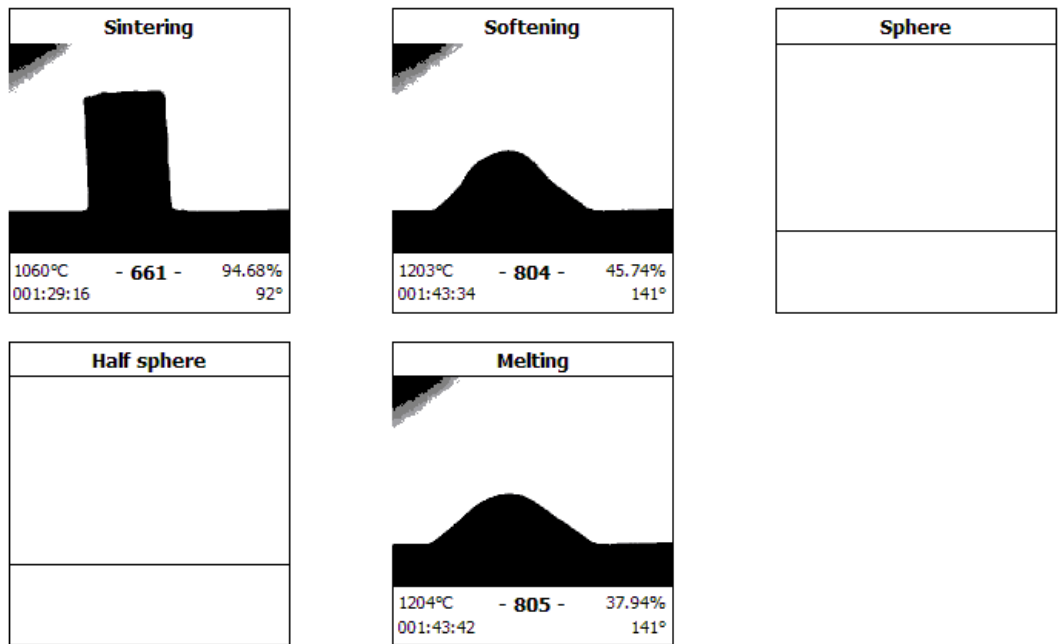 Sintering
1060°C - 661 - 94.68%
001:29:16 92°
Softening
1203°C - 804 - 45.74%
001:43:34 141°
Sphere
Half sphere
Melting
1204°C - 805 - 37.94%
001:43:42 141°